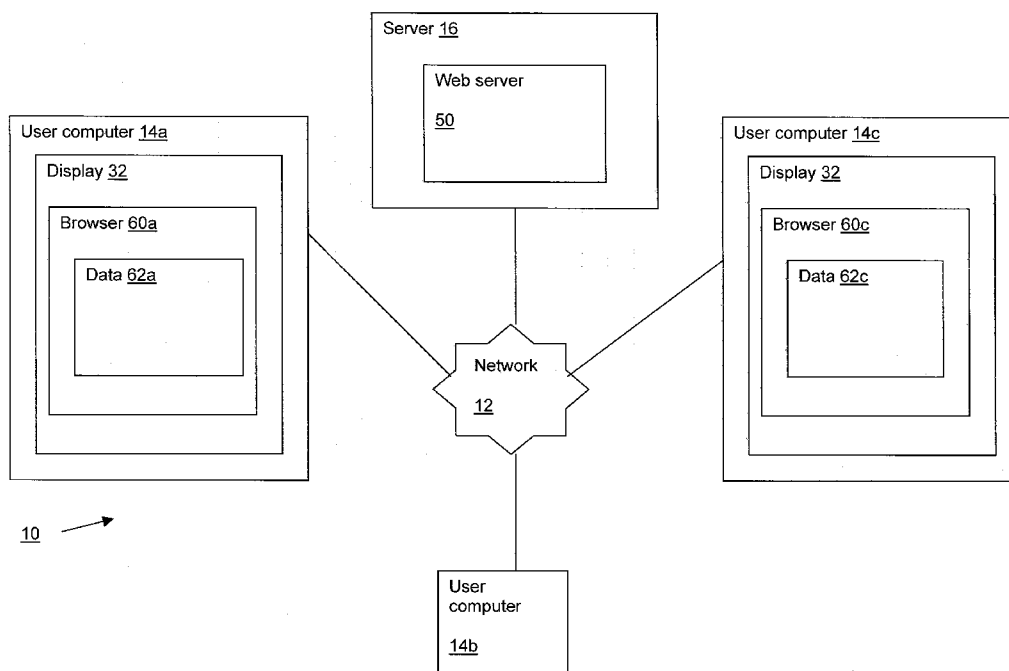 Server 16
Web server
50
User computer 14a
Display 32
Browser 60a
Data 62a
User computer 14c
Display 32
Browser 60c
Data 62c
Network
12
10
User
computer
14b